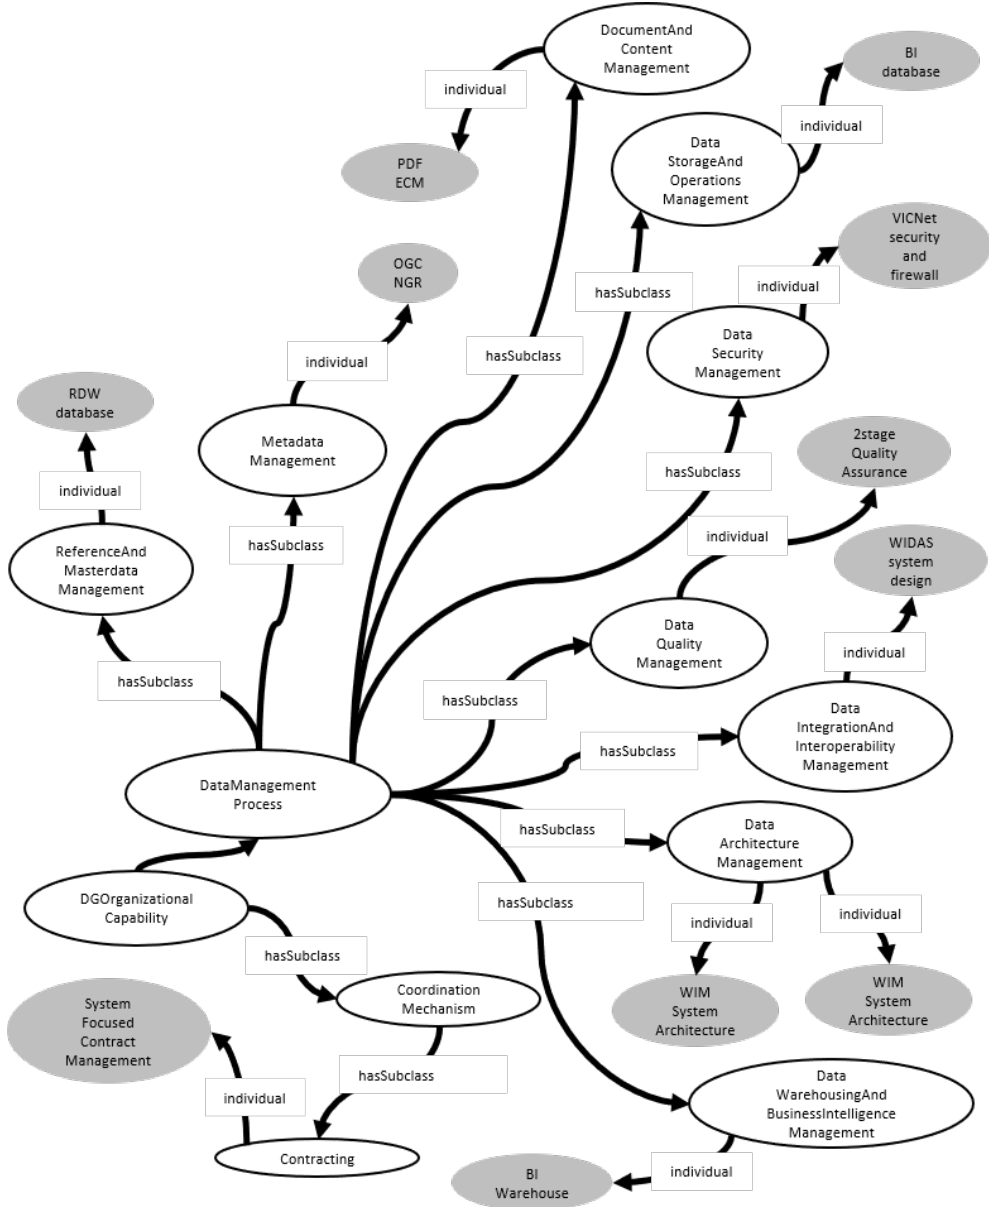 DocumentAnd
Content
Management
BI
database
individual
individual
PDF
ECM
Data
StorageAnd
Operations
Management
VICNet
security
and
firewall
OGC
NGR
hasSubclass
individual
hasSubclass
Data
Security
Management
individual
RDW
database
Metadata
Management
2stage
Quality
Assurance
hasSubclass
individual
individual
hasSubclass
WIDAS
system
design
ReferenceAnd
Masterdata
Management
Data
Quality
Management
individual
hasSubclass
hasSubclass
Data
IntegrationAnd
Interoperability
Management
hasSubclass
DataManagement
Process
hasSubclass
Data
Architecture
Management
DGOrganizational
Capability
hasSubclass
individual
individual
hasSubclass
Coordination
Mechanism
WIM
System
Architecture
WIM
System
Architecture
System
Focused
Contract
Management
hasSubclass
individual
Data
WarehousingAnd
BusinessIntelligence
Management
Contracting
individual
BI
Warehouse